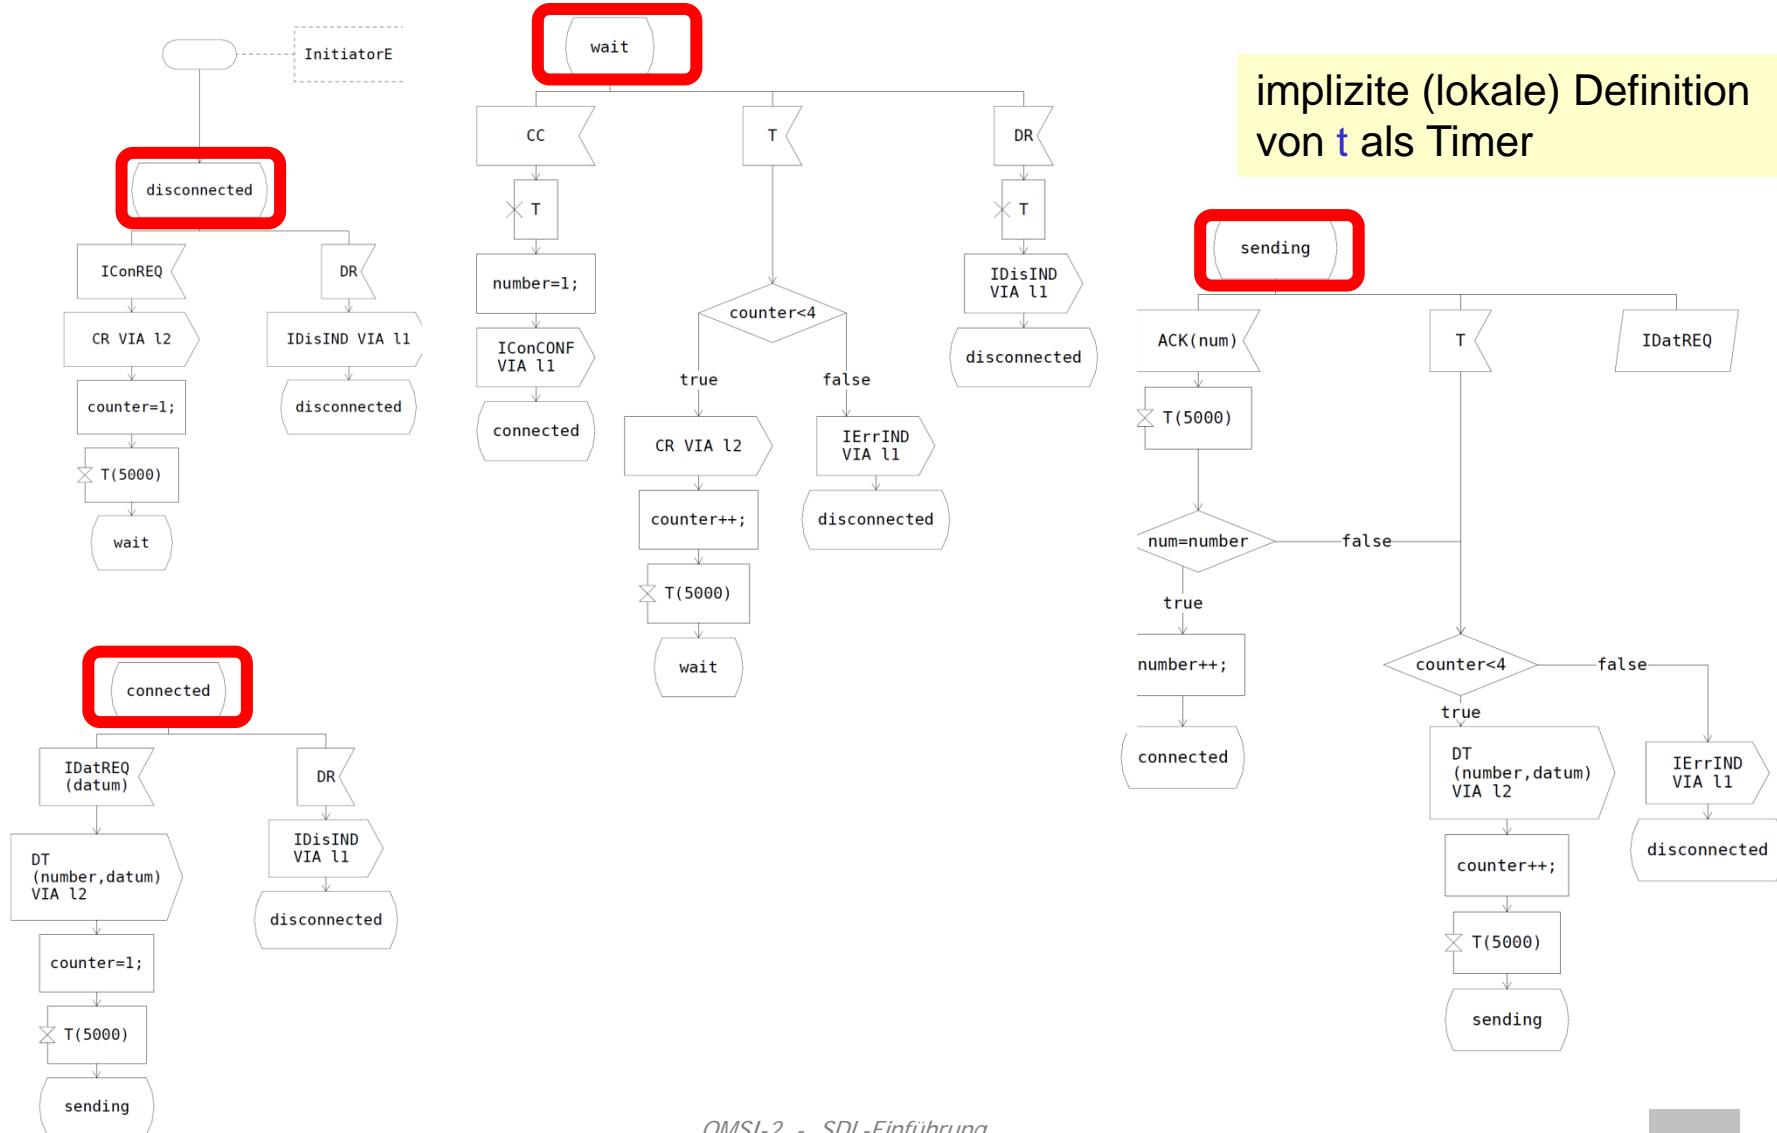 InitiatorE
disconnected
IConREQ
DR
CR VIA l2
IDisIND VIA l1
counter=1;
disconnected
T(5000)
wait
wait
CC
T
DR
T
T
number=1;
IDisIND
VIA l1
counter<4
IConCONF
VIA l1
disconnected
true
false
connected
CR VIA l2
IErrIND
VIA l1
counter++;
disconnected
T(5000)
wait
implizite (lokale) Definition
von t als Timer
sending
ACK(num)
T
IDatREQ
T(5000)
num=number
false
true
number++;
counter<4
false
true
connected
DT
(number,datum)
VIA l2
IErrIND
VIA l1
counter++;
disconnected
T(5000)
sending
connected
IDatREQ
(datum)
DR
DT
(number,datum)
VIA l2
IDisIND
VIA l1
disconnected
counter=1;
T(5000)
sending
OMSI-2 - SDL-Einführung